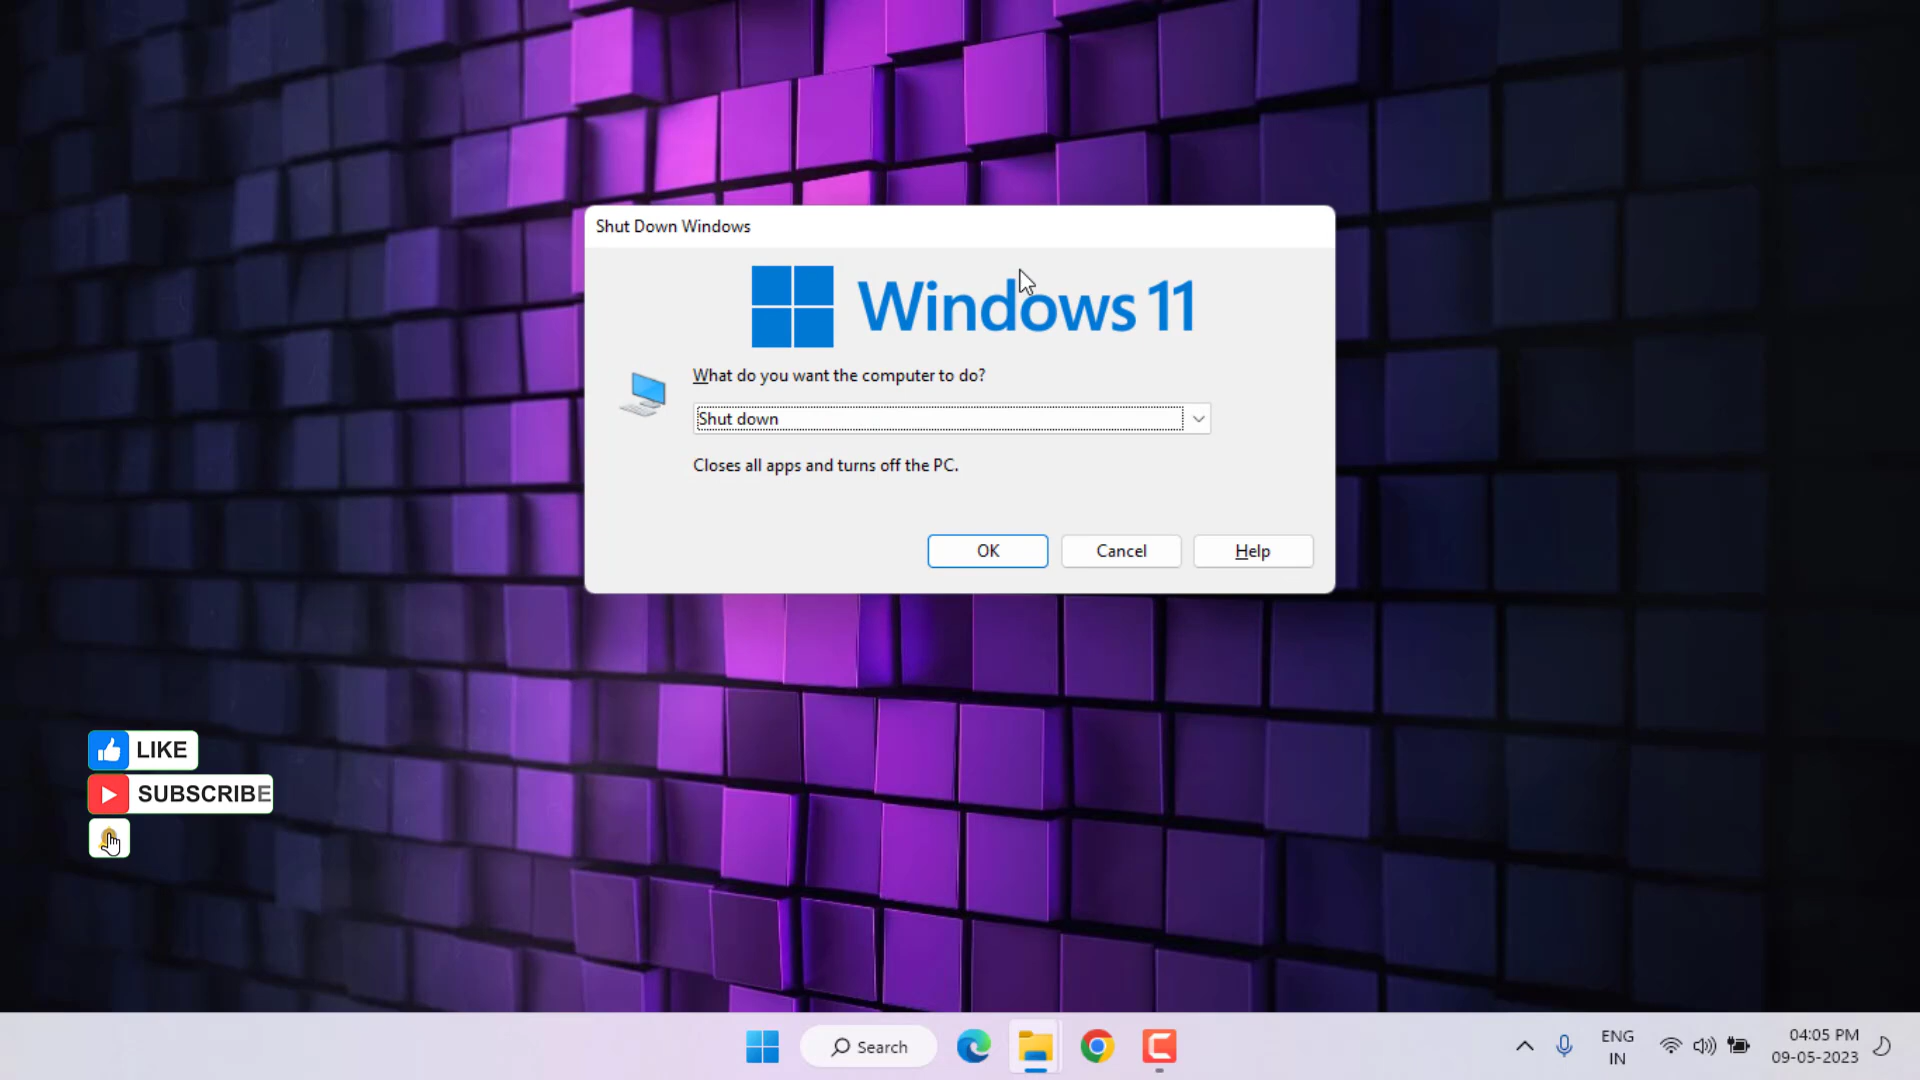 Shut Down Windows
Windows 11
What do you want the computer to do?
Shut down
Closes all apps and turns off the PC.
OK
Cancel
Help
LIKE
SUBSCRIBE
Search
ENG
IN
04:05 PM
09-05-2023